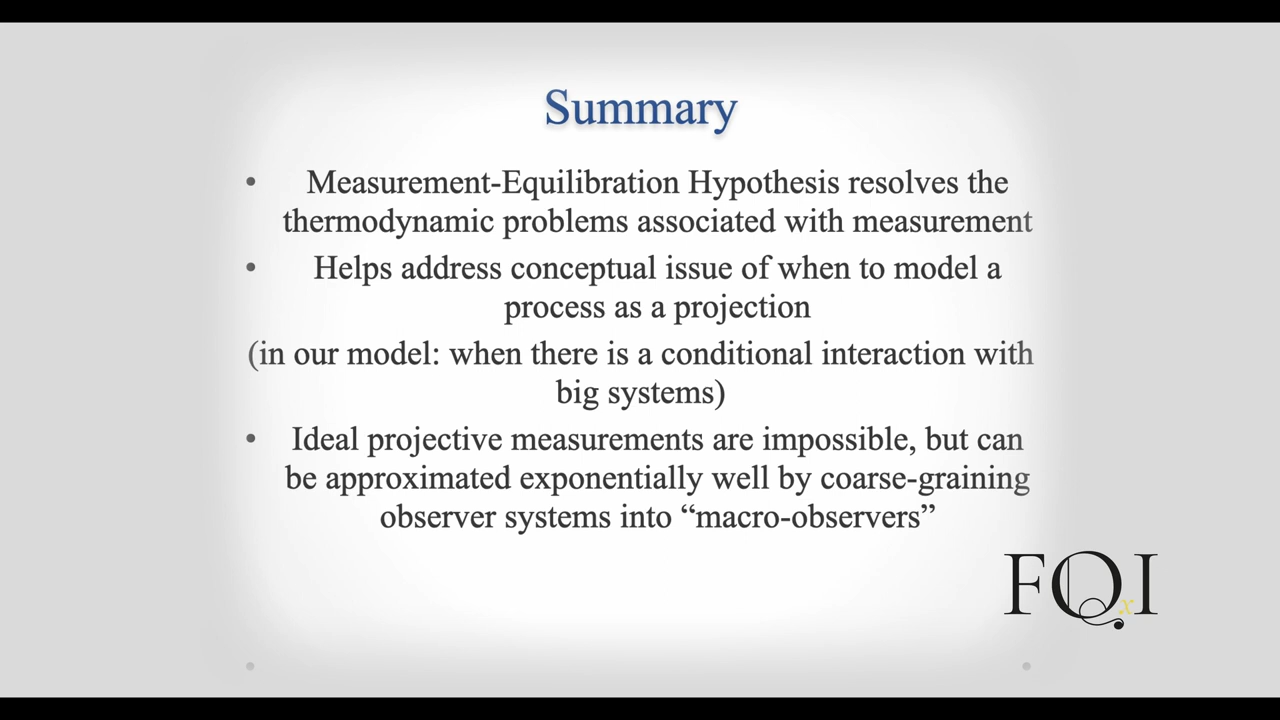 Summary
• Measurement-Equilibration Hypothesis resolves the
thermodynamic problems associated with measurement
• Helps address conceptual issue of when to model a
process as a projection
(in our model: when there is a conditional interaction with
big systems)
• Ideal projective measurements are impossible, but can
be approximated exponentially well by coarse-graining
observer systems into “macro-observers”
FQxI